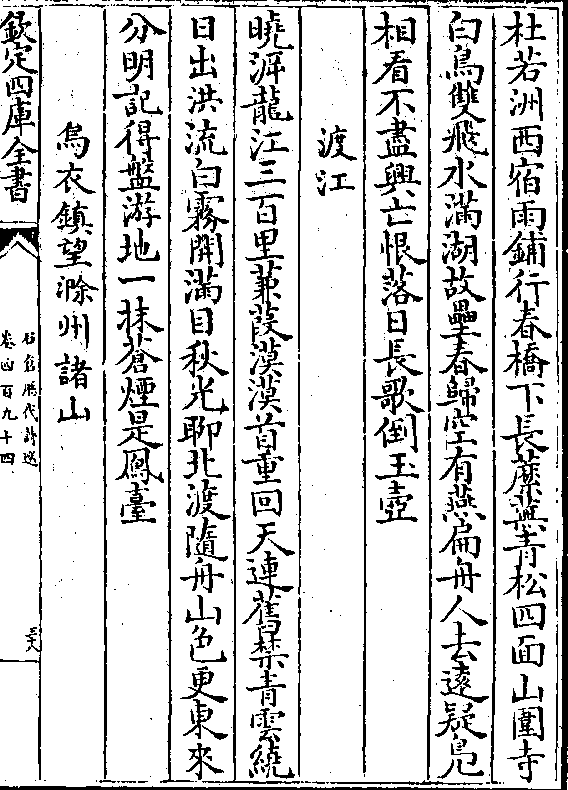 杜若洲西宿雨鋪行春橋下長蘼蕪青松四面山圍寺
白鳥雙飛水滿湖故壘春歸空有燕扁舟人去遠疑鳧
相看不盡興亡恨落日長歌倒玉壺
渡江
曉洍龍江三百里蒹葭漠漠首重回天連舊禁青雲繞
日出洪流白霧開滿目秋光聊北渡隨舟山色更東來
分明記得盤游地一抹蒼煙是鳳臺
烏衣鎮望滁州諸山
欽定四庫全書
石倉歷代詩選
卷四百九十四